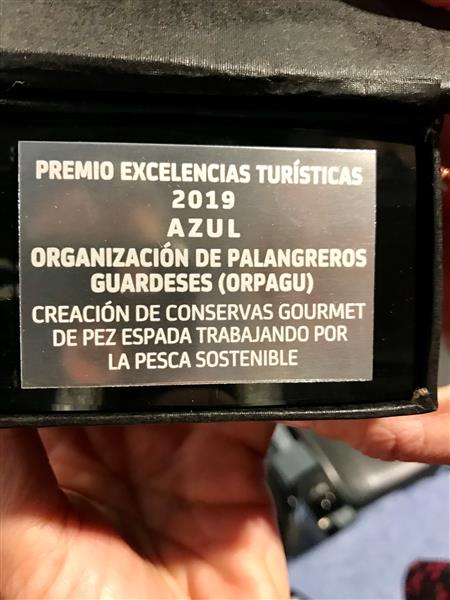 PREMIO EXCELENCIAS TURÍSTICAS
2019
AZUL
ORGANIZACIÓN DE PALANGREROS
GUARDESES (ORPAGU)
CREACIÓN DE CONSERVAS GOURMET
DE PEZ ESPADA TRABAJANDO POR
LA PESCA SOSTENIBLE